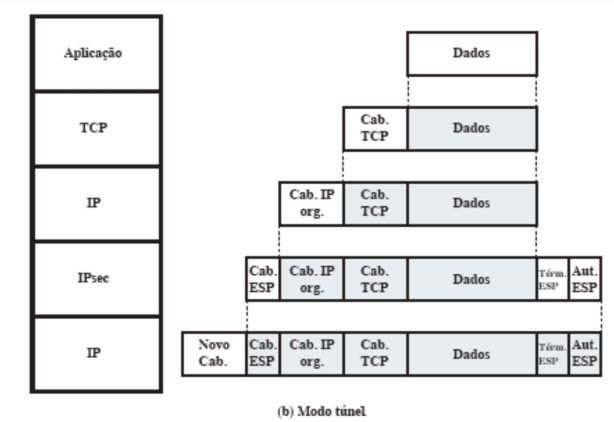 Aplicação
Dados
TCP
Cab.
TCP
Dados
IP
Cab. IP
org.
Cab.
TCP
Dados
IPsec
Cab.
ESP
Cab. IP
org.
Cab.
TCP
Dados
Térm.
ESP
Aut.
ESP
IP
Novo
Cab.
Cab.
ESP
Cab. IP
org.
Cab.
TCP
Dados
Térm.
ESP
Aut.
ESP
(b) Modo túnel